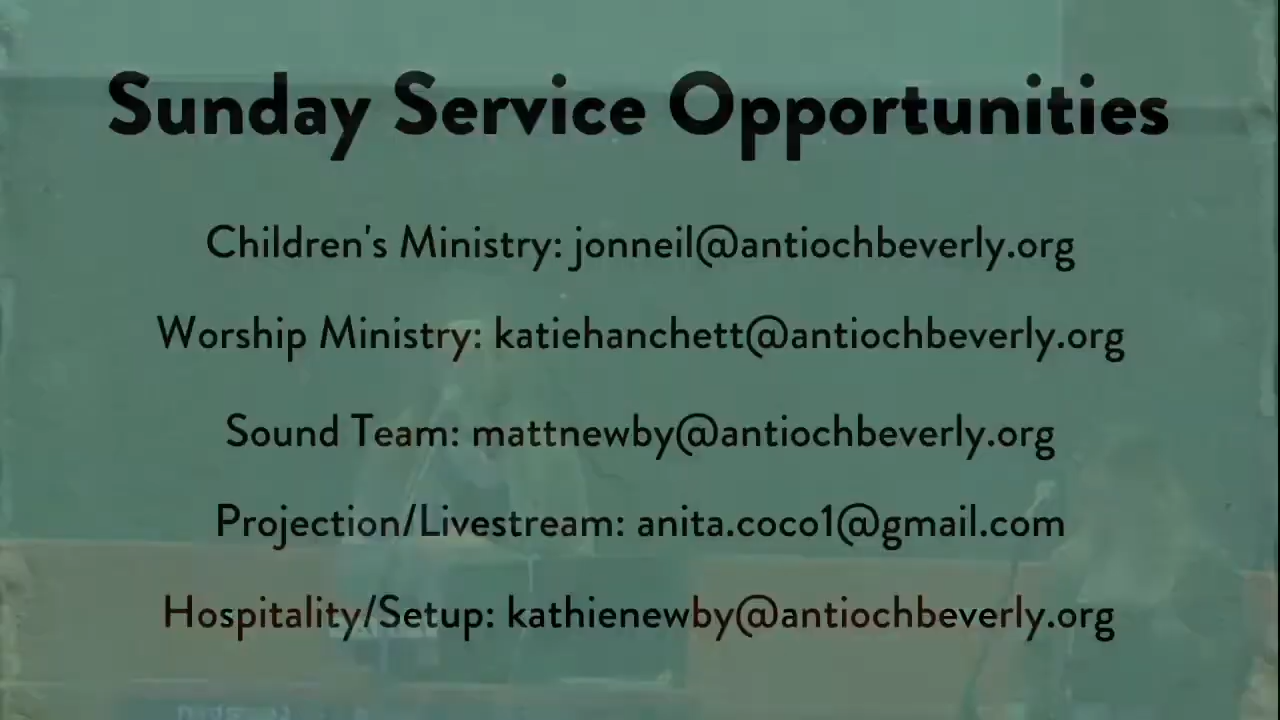 Sunday Service Opportunities
Children's Ministry: jonneil@antiochbeverly.org
Worship Ministry: katiehanchett@antiochbeverly.org
Sound Team: mattnewby@antiochbeverly.org
Projection/Livestream: anita.coco1@gmail.com
Hospitality/Setup: kathienewby@antiochbeverly.org